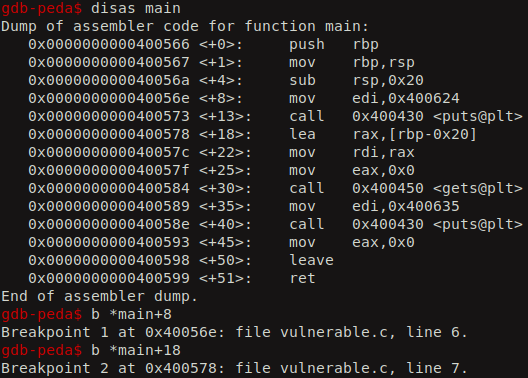 gdb-peda$ disas main
Dump of assembler code for function main:
0x0000000000400566 <+0>: push rbp
0x0000000000400567 <+1>: mov rbp,rsp
0x000000000040056a <+4>: sub rsp,0x20
0x000000000040056e <+8>: mov edi,0x400624
0x0000000000400573 <+13>: call 0x400430 <puts@plt>
0x0000000000400578 <+18>: lea rax,[rbp-0x20]
0x000000000040057c <+22>: mov rdi,rax
0x000000000040057f <+25>: mov eax,0x0
0x0000000000400584 <+30>: call 0x400450 <gets@plt>
0x0000000000400589 <+35>: mov edi,0x400635
0x000000000040058e <+40>: call 0x400430 <puts@plt>
0x0000000000400593 <+45>: mov eax,0x0
0x0000000000400598 <+50>: leave
0x0000000000400599 <+51>: ret
End of assembler dump.
gdb-peda$ b *main+8
Breakpoint 1 at 0x40056e: file vulnerable.c, line 6.
gdb-peda$ b *main+18
Breakpoint 2 at 0x400578: file vulnerable.c, line 7.